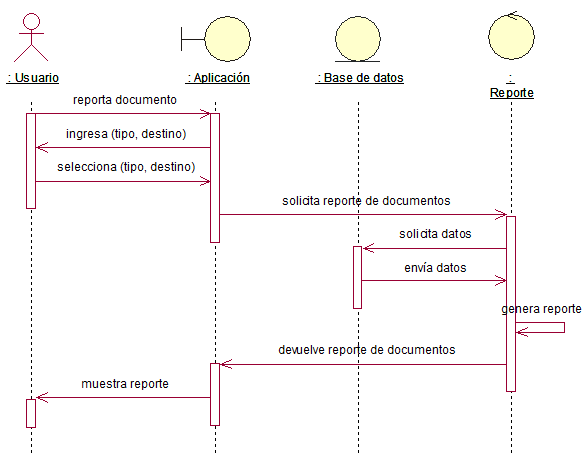 : Usuario
: Aplicación
: Base de datos
:
Reporte
reporta documento
ingresa (tipo, destino)
selecciona (tipo, destino)
solicita reporte de documentos
solicita datos
envía datos
genera reporte
devuelve reporte de documentos
muestra reporte